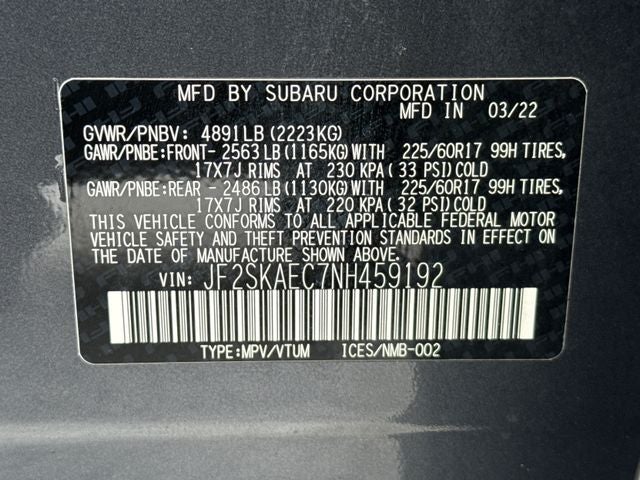 MFD BY SUBARU CORPORATION
MFD IN 03/22
GVWR/PNBV: 4891LB(2223KG)
GAWR/PNBE:FRONT- 2563LB(1165KG)WITH 225/60R17 99H TIRES,
17X7J RIMS AT 230 KPA(33 PSI)COLD
GAWR/PNBE:REAR - 2486LB(1130KG)WITH 225/60R17 99H TIRES,
17X7J RIMS AT 220 KPA(32 PSI)COLD
THIS VEHICLE CONFORMS TO ALL APPLICABLE FEDERAL MOTOR
VEHICLE SAFETY AND THEFT PREVENTION STANDARDS IN EFFECT ON
THE DATE OF MANUFACTURE SHOWN ABOVE.
VIN: JF2SKAEC7NH459192
TYPE:MPV/VTUM ICES/NMB-002